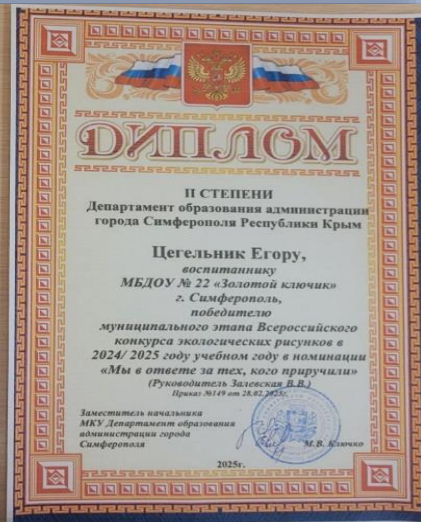 ДИПЛОМ
II СТЕПЕНИ
Департамент образования администрации
города Симферополя Республики Крым
Цегельник Егору,
воспитаннику
МБДОУ № 22 «Золотой ключик»
г. Симферополь,
победителю
муниципального этапа Всероссийского
конкурса экологических рисунков в
2024/ 2025 году учебном году в номинации
«Мы в ответе за тех, кого приручили»
(Руководитель Залевская В.В.)
Приказ №149 от 28.02.2025г.
Заместитель начальника
МКУ Департамент образования
администрации города
Симферополя
М.В. Клочко
2025г.